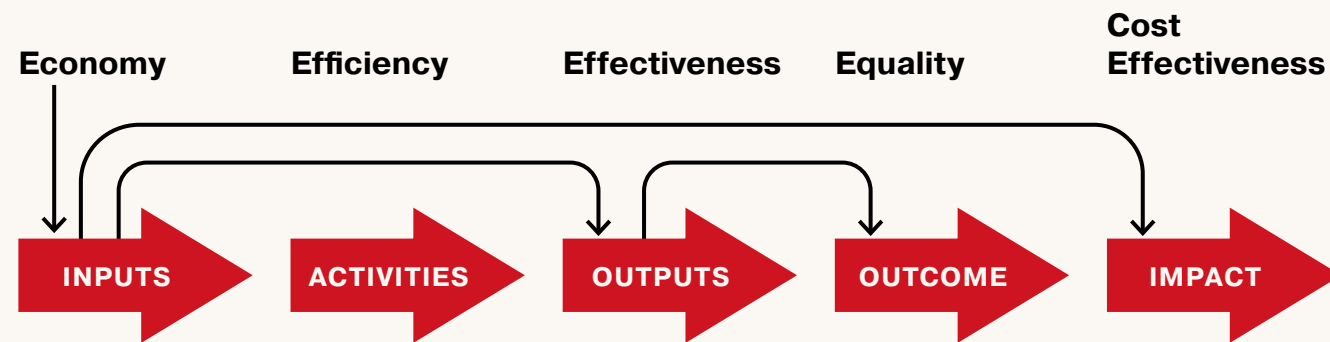 Economy
Efficiency
Effectiveness
Equality
Cost
Effectiveness
INPUTS
ACTIVITIES
OUTPUTS
OUTCOME
IMPACT